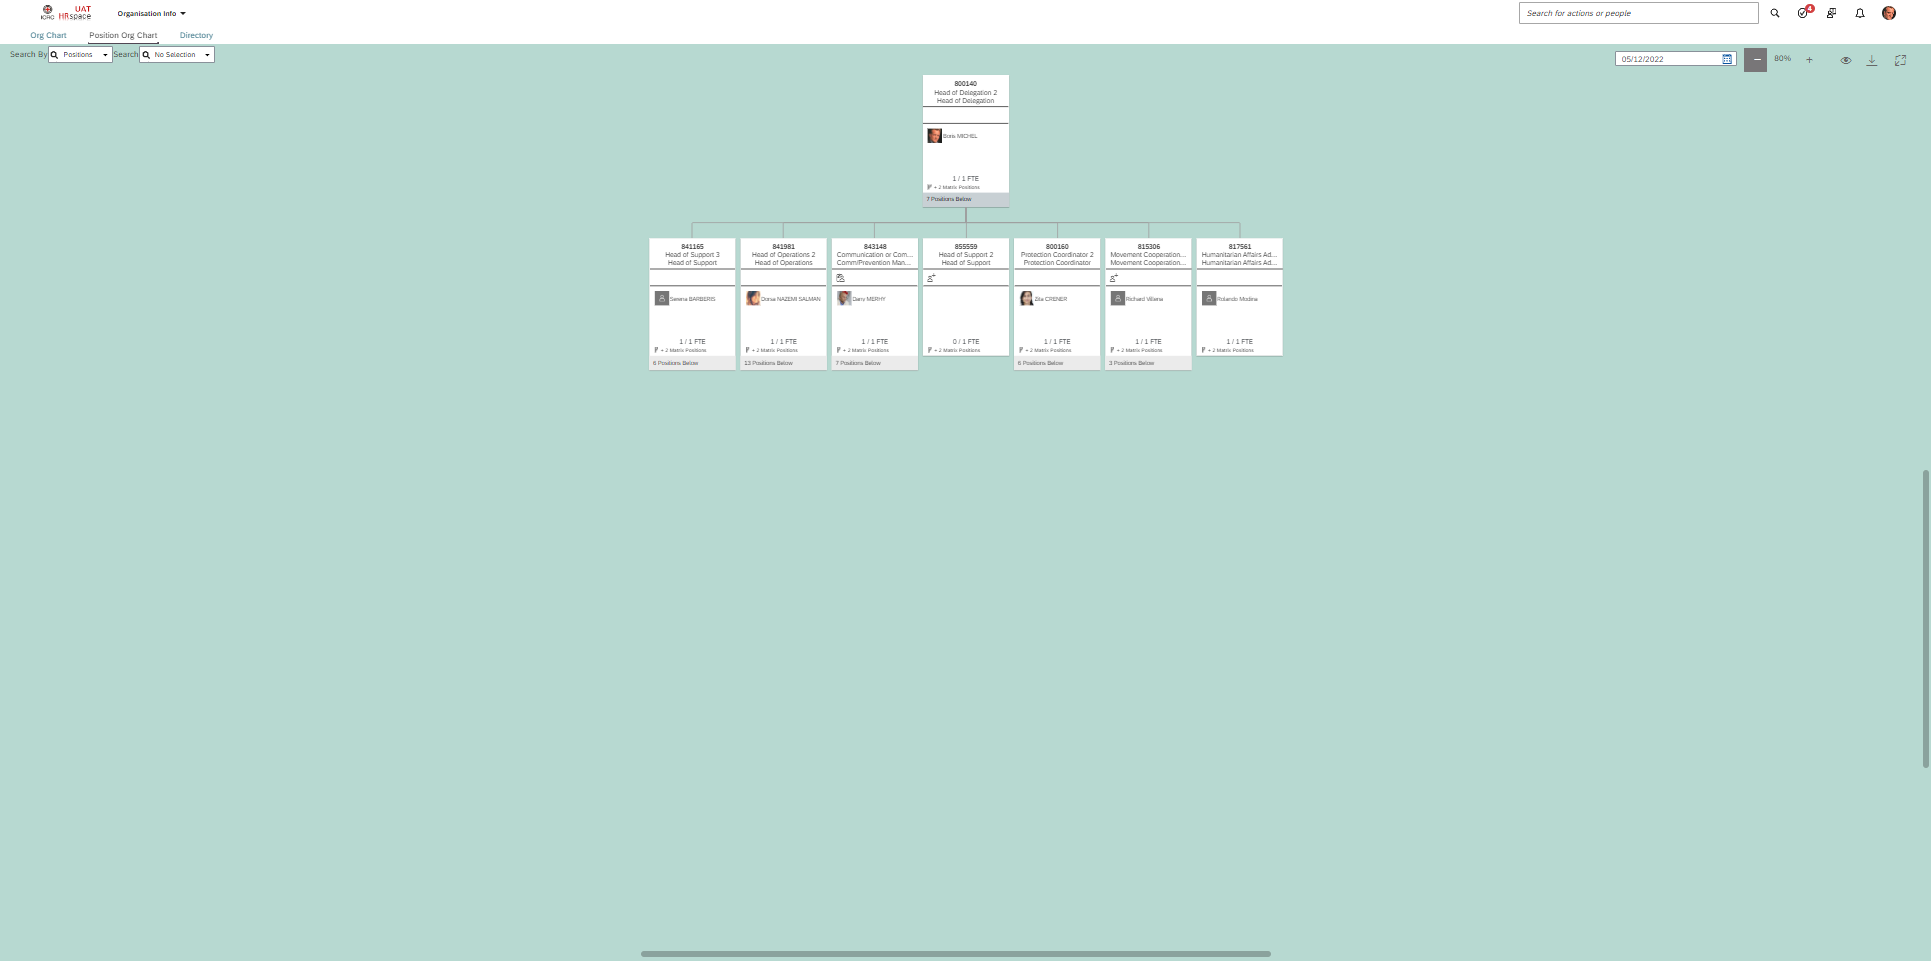 ICRC
UAT
HRspace
Organisation Info
Search for actions or people
4
Org Chart
Position Org Chart
Directory
Search By
Positions
Search
No Selection
05/12/2022
80%
800140
Head of Delegation 2
Head of Delegation
Boris MICHEL
1 / 1 FTE
+ 2 Matrix Positions
7 Positions Below
841165
Head of Support 3
Head of Support
Serena BARBERIS
1 / 1 FTE
+ 2 Matrix Positions
6 Positions Below
841981
Head of Operations 2
Head of Operations
Dorsa NAZEMI SALMAN
1 / 1 FTE
+ 2 Matrix Positions
13 Positions Below
843148
Communication or Com...
Comm/Prevention Man...
Dany MERHY
1 / 1 FTE
+ 2 Matrix Positions
7 Positions Below
855559
Head of Support 2
Head of Support
0 / 1 FTE
+ 2 Matrix Positions
800160
Protection Coordinator 2
Protection Coordinator
Zita CRENER
1 / 1 FTE
+ 2 Matrix Positions
6 Positions Below
815306
Movement Cooperation...
Movement Cooperation...
Richard Villena
1 / 1 FTE
+ 2 Matrix Positions
3 Positions Below
817561
Humanitarian Affairs Ad...
Humanitarian Affairs Ad...
Rolando Modina
1 / 1 FTE
+ 2 Matrix Positions